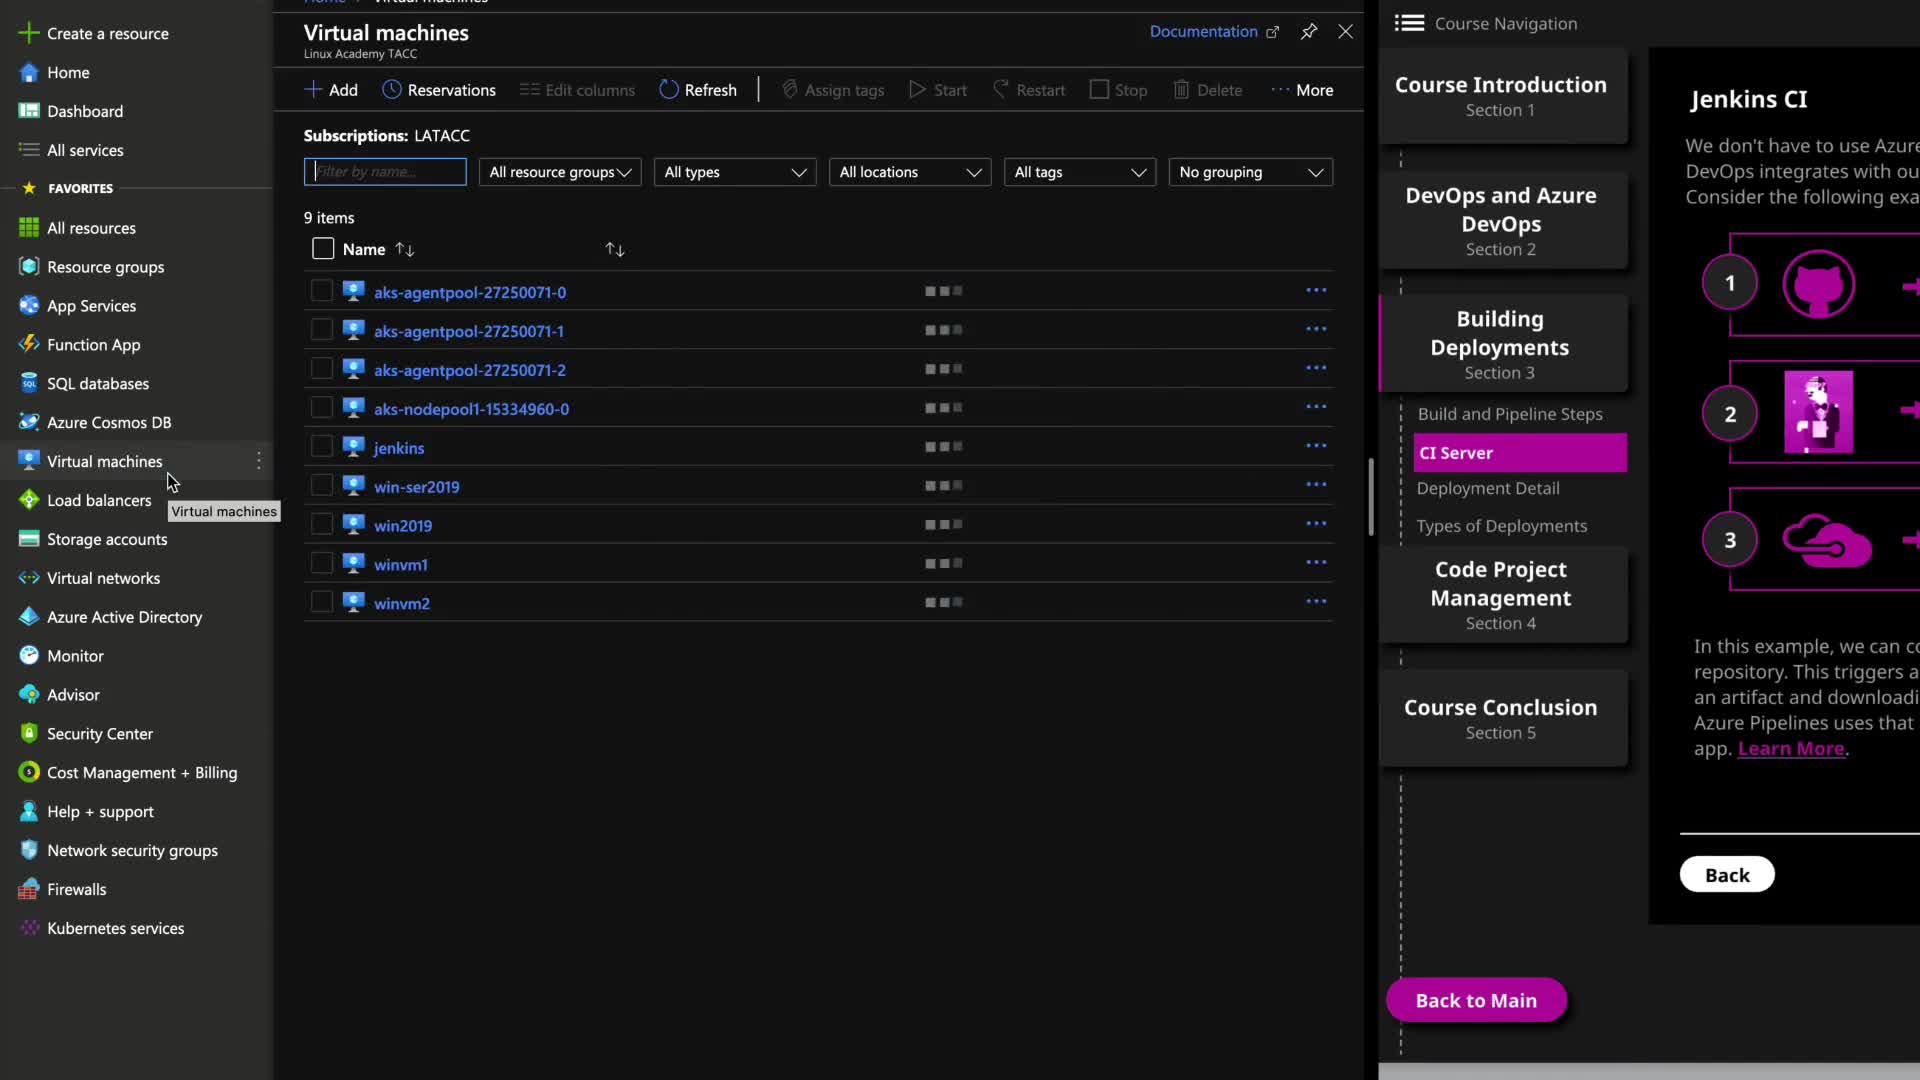 Create a resource
Home
Dashboard
All services
FAVORITES
All resources
Resource groups
App Services
Function App
SQL databases
Azure Cosmos DB
Virtual machines
Load balancers
Virtual machines
Storage accounts
Virtual networks
Azure Active Directory
Monitor
Advisor
Security Center
Cost Management + Billing
Help + support
Network security groups
Firewalls
Kubernetes services
Virtual machines
Virtual machines
Linux Academy TACC
Documentation
Add
Reservations
Edit columns
Refresh
Assign tags
Start
Restart
Stop
Delete
More
Subscriptions: LATACC
Filter by name...
All resource groups
All types
All locations
All tags
No grouping
9 items
Name
aks-agentpool-27250071-0
aks-agentpool-27250071-1
aks-agentpool-27250071-2
aks-nodepool1-15334960-0
jenkins
win-ser2019
win2019
winvm1
winvm2
Course Navigation
Course Introduction
Section 1
DevOps and Azure
DevOps
Section 2
Building
Deployments
Section 3
Build and Pipeline Steps
CI Server
Deployment Detail
Types of Deployments
Code Project
Management
Section 4
Course Conclusion
Section 5
Back to Main
Jenkins CI
We don't have to use Azure
DevOps integrates with ou
Consider the following exa
1
2
3
In this example, we can co
repository. This triggers a
an artifact and downloadi
Azure Pipelines uses that
app. Learn More.
Back